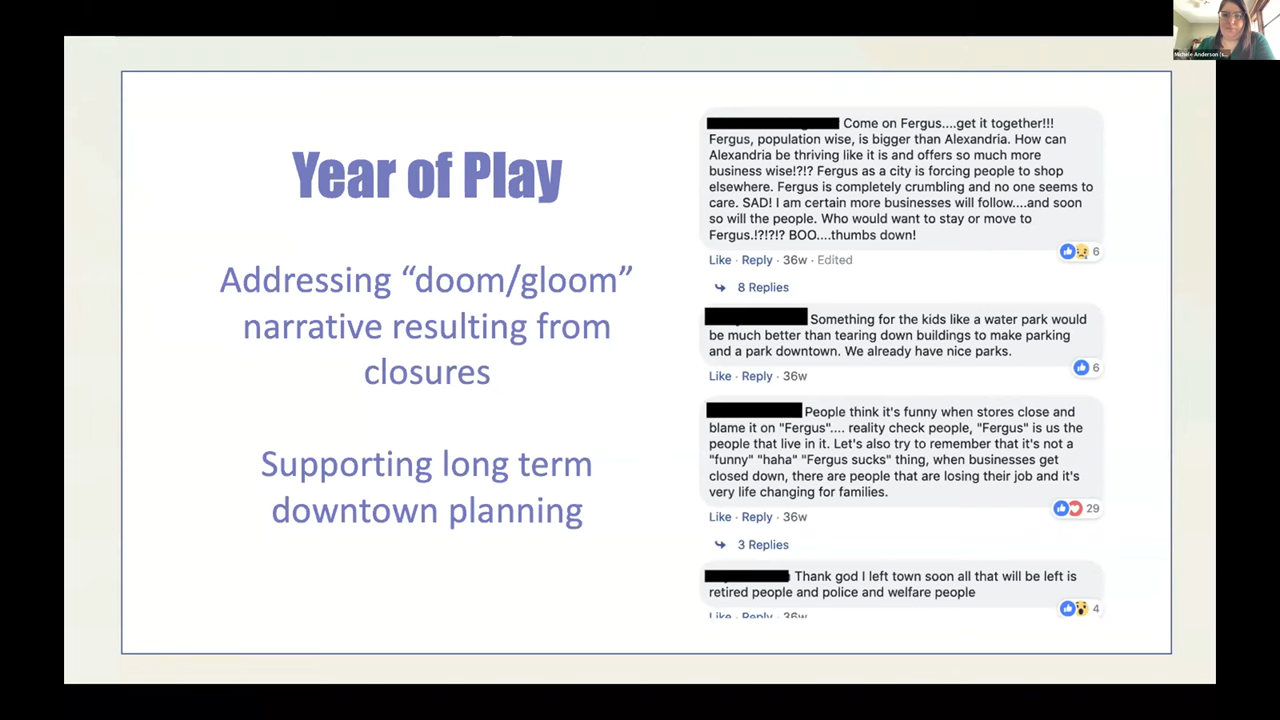 Michele Anderson (s...
Year of Play
Addressing “doom/gloom”
narrative resulting from
closures
Supporting long term
downtown planning
Come on Fergus....get it together!!!
Fergus, population wise, is bigger than Alexandria. How can
Alexandria be thriving like it is and offers so much more
business wise!?!? Fergus as a city is forcing people to shop
elsewhere. Fergus is completely crumbling and no one seems to
care. SAD! I am certain more businesses will follow....and soon
so will the people. Who would want to stay or move to
Fergus.!?!?!? BOO....thumbs down!
6
Like · Reply · 36w · Edited
8 Replies
Something for the kids like a water park would
be much better than tearing down buildings to make parking
and a park downtown. We already have nice parks.
6
Like · Reply · 36w
People think it's funny when stores close and
blame it on "Fergus".... reality check people, "Fergus" is us the
people that live in it. Let's also try to remember that it's not a
"funny" "haha" "Fergus sucks" thing, when businesses get
closed down, there are people that are losing their job and it's
very life changing for families.
29
Like · Reply · 36w
3 Replies
Thank god I left town soon all that will be left is
retired people and police and welfare people
4
Like · Reply · 36w